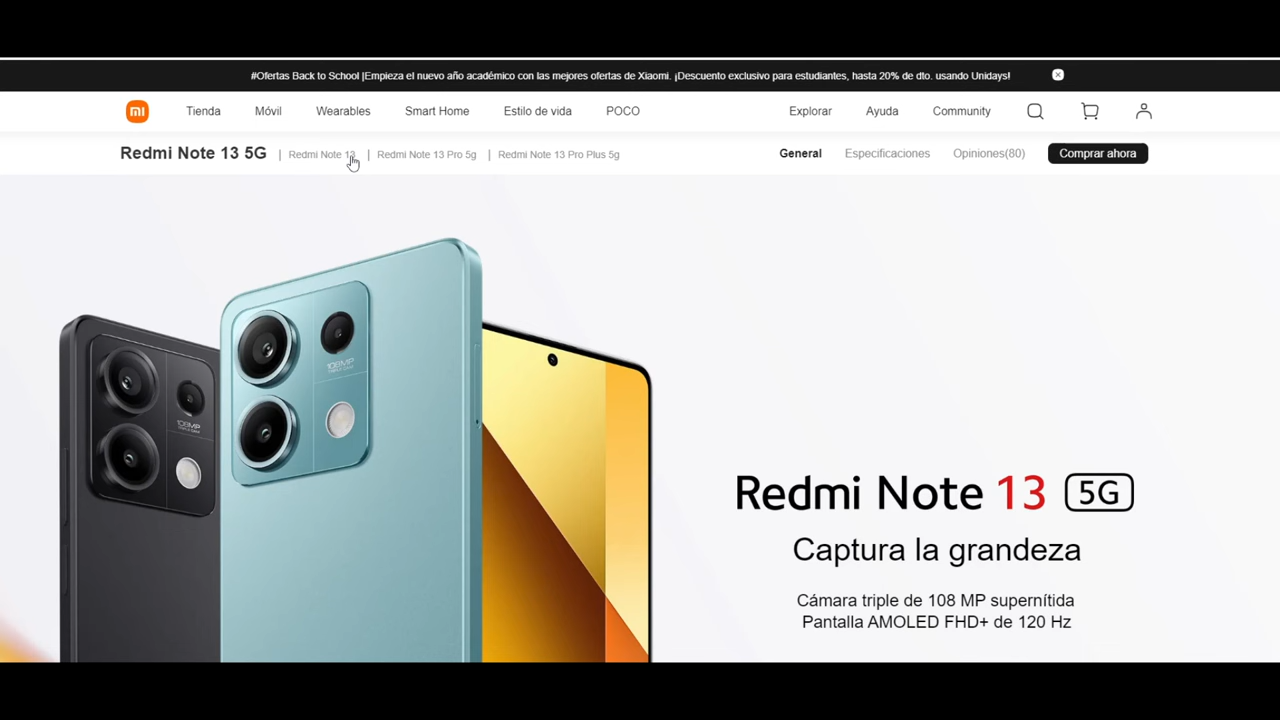 #Ofertas Back to School |Empieza el nuevo año académico con las mejores ofertas de Xiaomi. ¡Descuento exclusivo para estudiantes, hasta 20% de dto. usando Unidays!
mi Tienda Móvil Wearables Smart Home Estilo de vida POCO Explorar Ayuda Community
Redmi Note 13 5G | Redmi Note 13 | Redmi Note 13 Pro 5g | Redmi Note 13 Pro Plus 5g General Especificaciones Opiniones(80) Comprar ahora
108MP
108MP
Redmi Note 13 5G
Captura la grandeza
Cámara triple de 108 MP supernítida
Pantalla AMOLED FHD+ de 120 Hz